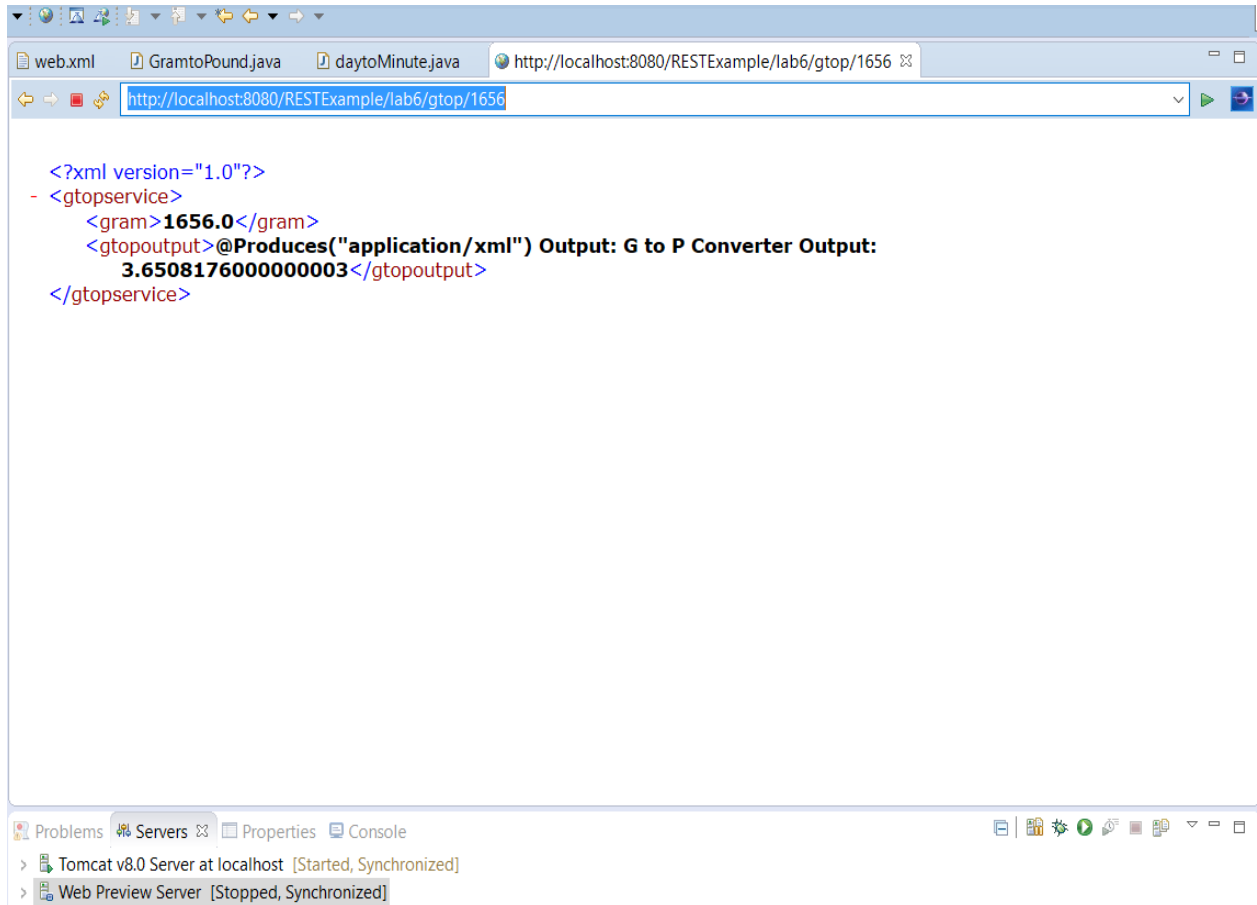 web.xml GramtoPound.java daytoMinute.java http://localhost:8080/RESTExample/lab6/gtop/1656
http://localhost:8080/RESTExample/lab6/gtop/1656
<?xml version="1.0"?>
- <gtopservice>
<gram>1656.0</gram>
<gtopoutput>@Produces("application/xml") Output: G to P Converter Output:
3.6508176000000003</gtopoutput>
</gtopservice>
Problems Servers Properties Console
> Tomcat v8.0 Server at localhost [Started, Synchronized]
> Web Preview Server [Stopped, Synchronized]